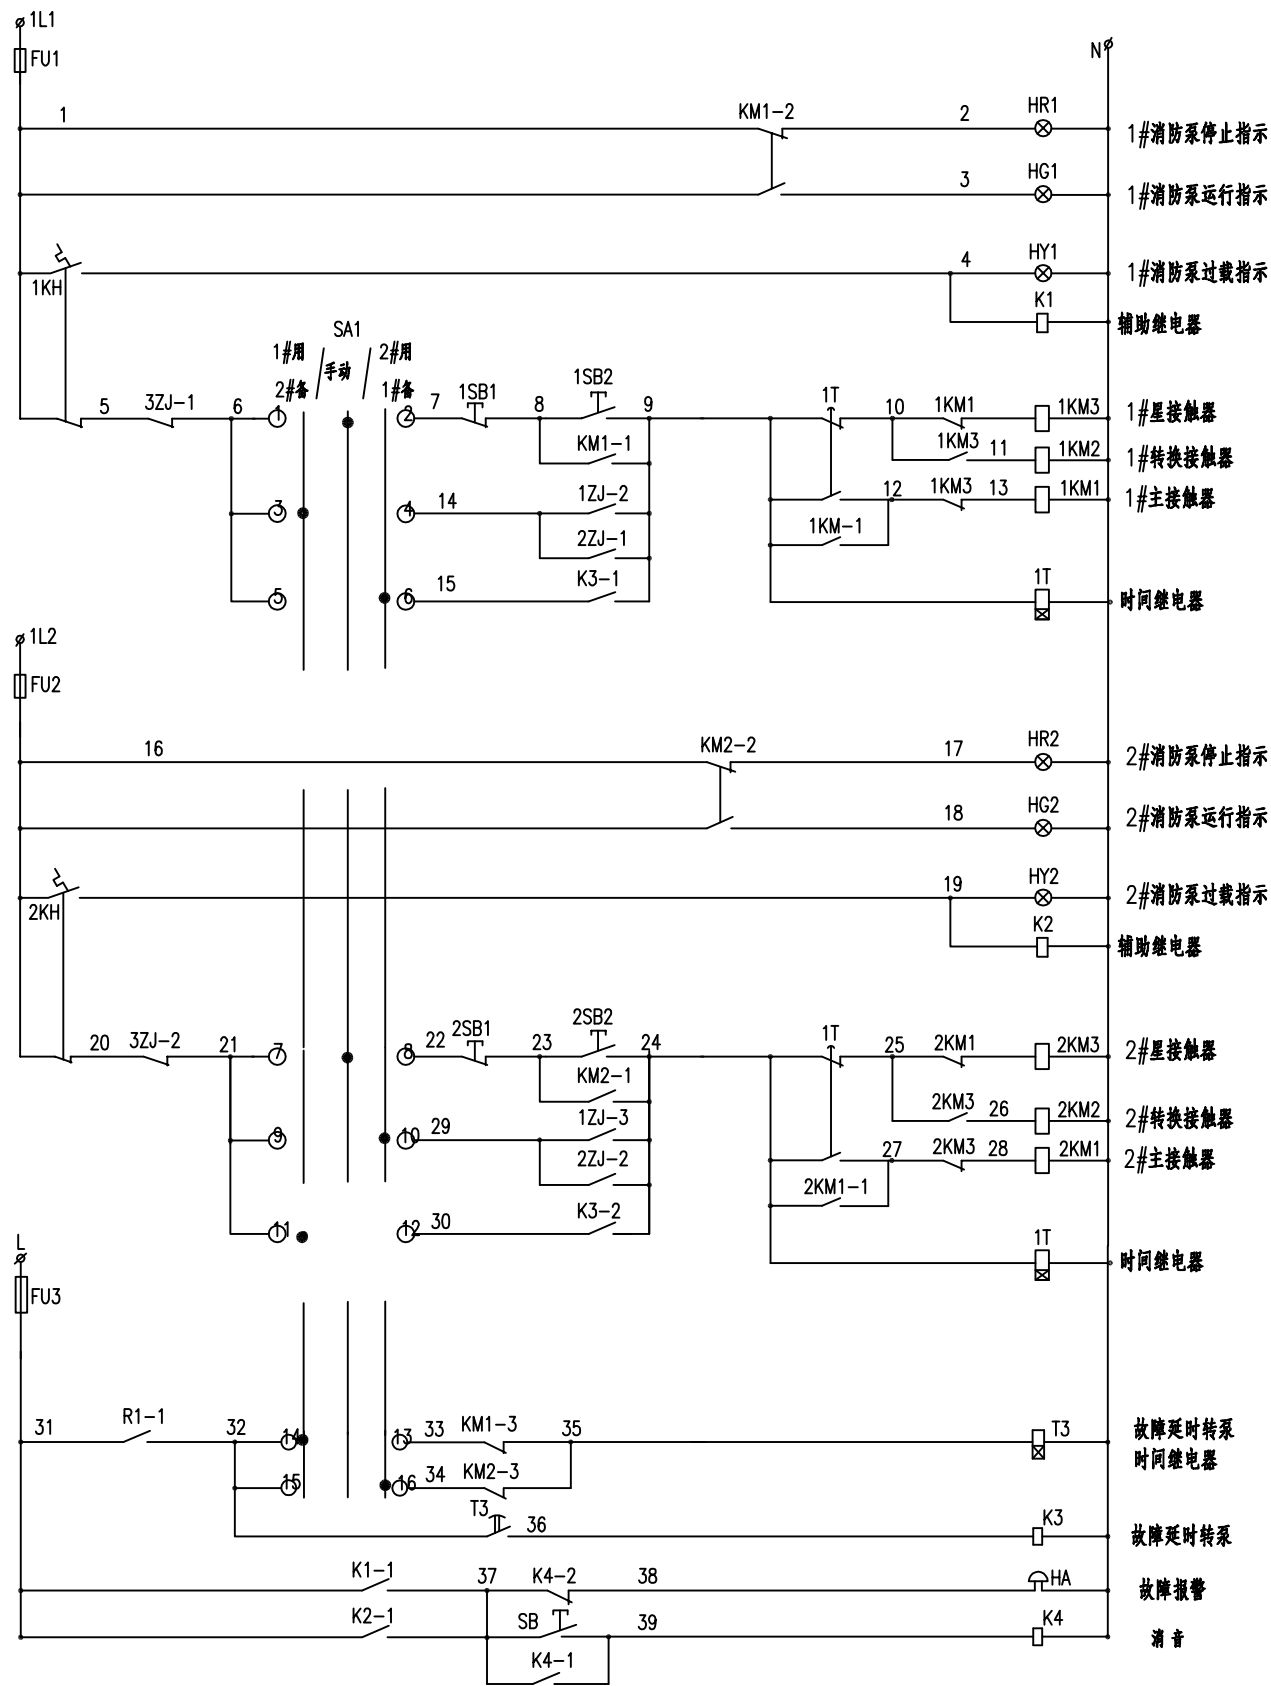 1L1
FU1
N
1
KM1-2
2
HR1
1#消防泵停止指示
3
HG1
1#消防泵运行指示
1KH
4
HY1
1#消防泵过载指示
K1
辅助继电器
SA1
1#用
手动
2#用
2#备
1#备
5
3ZJ-1
6
1
2
7
1SB1
8
1SB2
9
1T
10
1KM1
1KM3
1#星接触器
KM1-1
1KM3
11
1KM2
1#转换接触器
3
4
14
1ZJ-2
12
1KM3
13
1KM1
1#主接触器
2ZJ-1
1KM-1
5
6
15
K3-1
1T
时间继电器
1L2
FU2
16
KM2-2
17
HR2
2#消防泵停止指示
18
HG2
2#消防泵运行指示
2KH
19
HY2
2#消防泵过载指示
K2
辅助继电器
20
3ZJ-2
21
7
8
22
2SB1
23
2SB2
24
1T
25
2KM1
2KM3
2#星接触器
KM2-1
2KM3
26
2KM2
2#转换接触器
9
10
29
1ZJ-3
27
2KM3
28
2KM1
2#主接触器
2ZJ-2
2KM1-1
11
12
30
K3-2
1T
时间继电器
L
FU3
31
R1-1
32
14
13
33
KM1-3
35
T3
故障延时转泵
时间继电器
15
16
34
KM2-3
T3
36
K3
故障延时转泵
K1-1
37
K4-2
38
HA
故障报警
K2-1
SB
39
K4
消音
K4-1